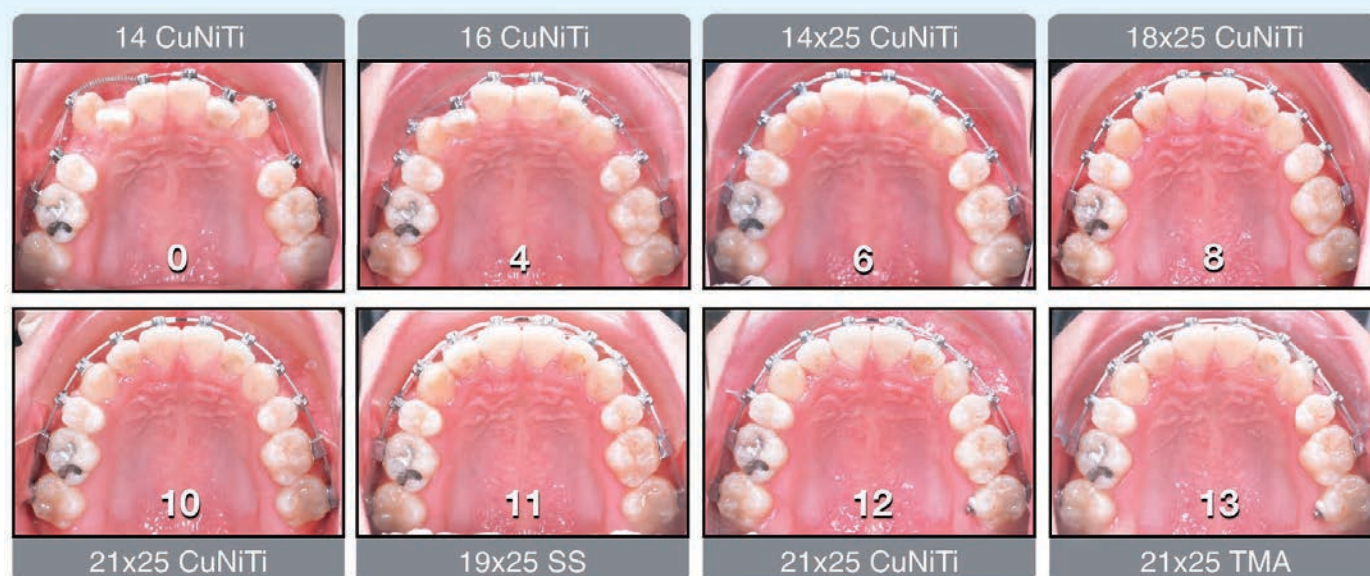 14 CuNiTi
16 CuNiTi
14x25 CuNiTi
18x25 CuNiTi
0
4
6
8
10
11
12
13
21x25 CuNiTi
19x25 SS
21x25 CuNiTi
21x25 TMA